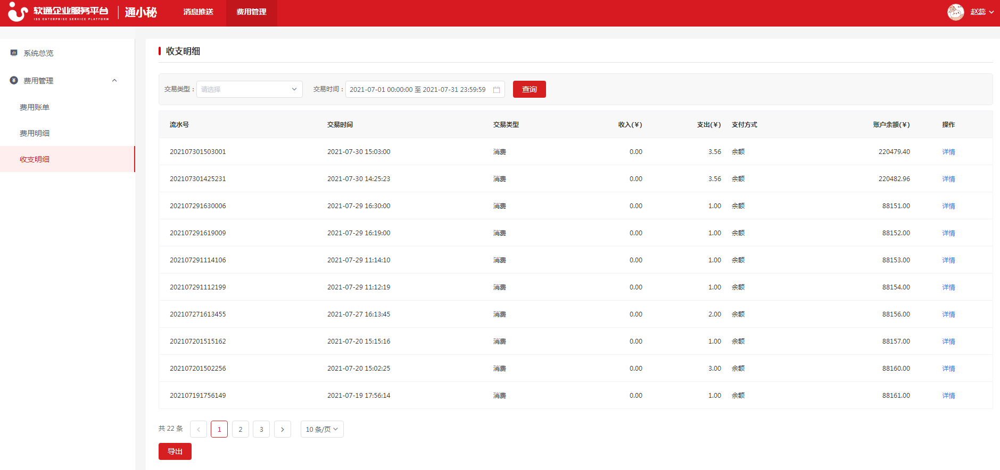 软通企业服务平台 通小秘 消息推送 费用管理 赵蕊
ISS ENTERPRISE SERVICE PLATFORM
系统总览
费用管理
费用账单
费用明细
收支明细
收支明细
交易类型： 请选择 交易时间： 2021-07-01 00:00:00 至 2021-07-31 23:59:59 查询
流水号 交易时间 交易类型 收入(¥) 支出(¥) 支付方式 账户余额(¥) 操作
202107301503001 2021-07-30 15:03:00 消费 0.00 3.56 余额 220479.40 详情
202107301425231 2021-07-30 14:25:23 消费 0.00 3.56 余额 220482.96 详情
202107291630006 2021-07-29 16:30:00 消费 0.00 1.00 余额 88151.00 详情
202107291619009 2021-07-29 16:19:00 消费 0.00 1.00 余额 88152.00 详情
202107291114106 2021-07-29 11:14:10 消费 0.00 1.00 余额 88153.00 详情
202107291112199 2021-07-29 11:12:19 消费 0.00 1.00 余额 88154.00 详情
202107271613455 2021-07-27 16:13:45 消费 0.00 2.00 余额 88156.00 详情
202107201515162 2021-07-20 15:15:16 消费 0.00 1.00 余额 88157.00 详情
202107201502256 2021-07-20 15:02:25 消费 0.00 3.00 余额 88160.00 详情
202107191756149 2021-07-19 17:56:14 消费 0.00 1.00 余额 88161.00 详情
共 22 条 1 2 3 10 条/页
导出